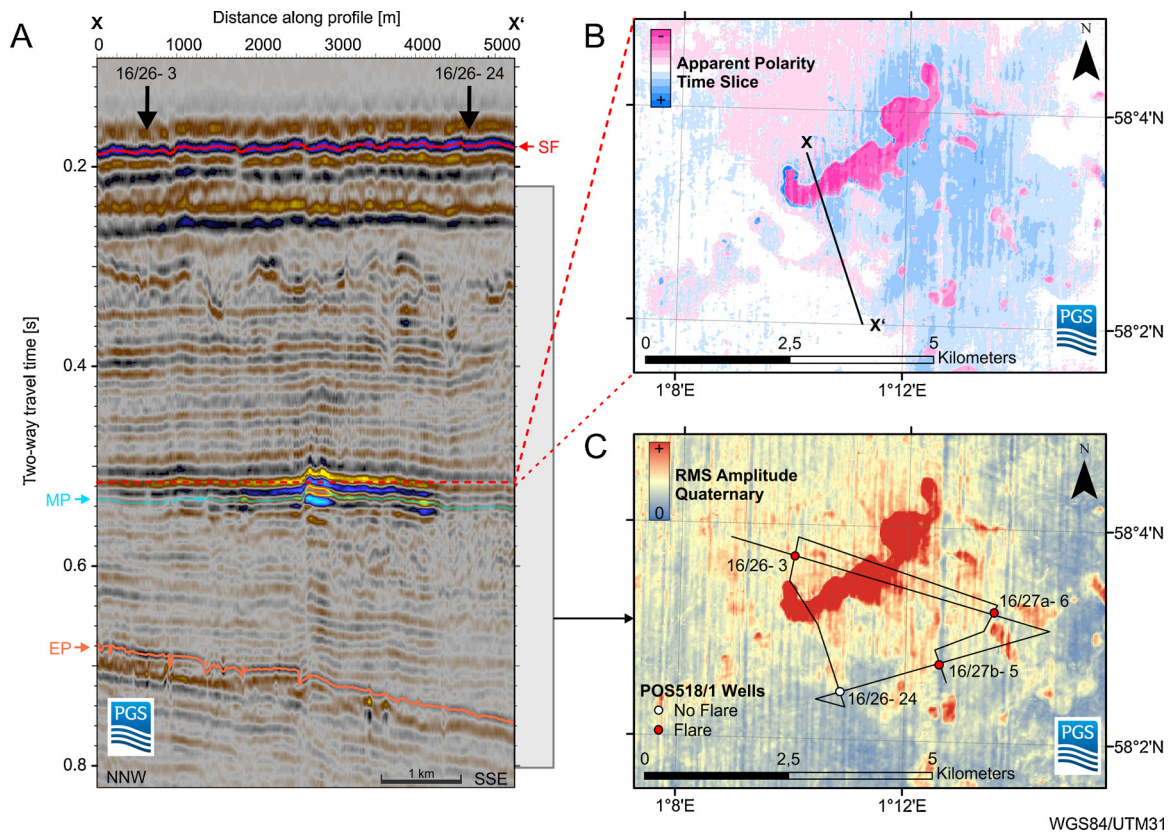 A
X
Distance along profile [m]
X'
0 1000 2000 3000 4000 5000
16/26- 3
16/26- 24
SF
0.2
0.4
0.6
0.8
Two-way travel time [s]
MP
EP
PGS
NNW
1 km
SSE
B
-
+
Apparent Polarity
Time Slice
N
X
X'
58°4'N
58°2'N
PGS
0 2,5 5
Kilometers
1°8'E 1°12'E
C
+
0
RMS Amplitude
Quaternary
N
16/26- 3
16/27a- 6
16/27b- 5
16/26- 24
58°4'N
58°2'N
POS518/1 Wells
No Flare
Flare
PGS
0 2,5 5
Kilometers
1°8'E 1°12'E
WGS84/UTM31